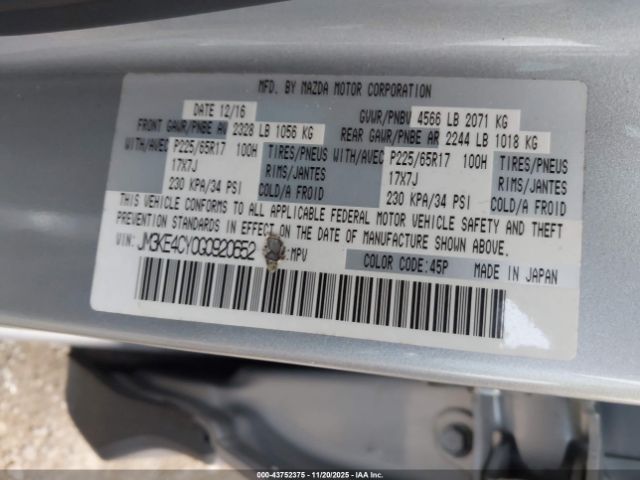 MFD. BY MAZDA MOTOR CORPORATION
DATE 12/16 GVWR/PNBV 4566 LB 2071 KG
FRONT GAWR/PNBE AV 2328 LB 1056 KG REAR GAWR/PNBE AR 2244 LB 1018 KG
WITH/AVEC P225/65R17 100H TIRES/PNEUS WITH/AVEC P225/65R17 100H TIRES/PNEUS
17X7J RIMS/JANTES 17X7J RIMS/JANTES
230 KPA/34 PSI COLD/A FROID 230 KPA/34 PSI COLD/A FROID
THIS VEHICLE CONFORMS TO ALL APPLICABLE FEDERAL MOTOR VEHICLE SAFETY AND THEFT
PREVENTION STANDARDS IN EFFECT ON THE DATE OF MANUFACTURE SHOWN ABOVE.
VIN: JM3KE4CY0G0920652 :MPV COLOR CODE:45P MADE IN JAPAN
000-43752375 - 11/20/2025 - IAAI.CA